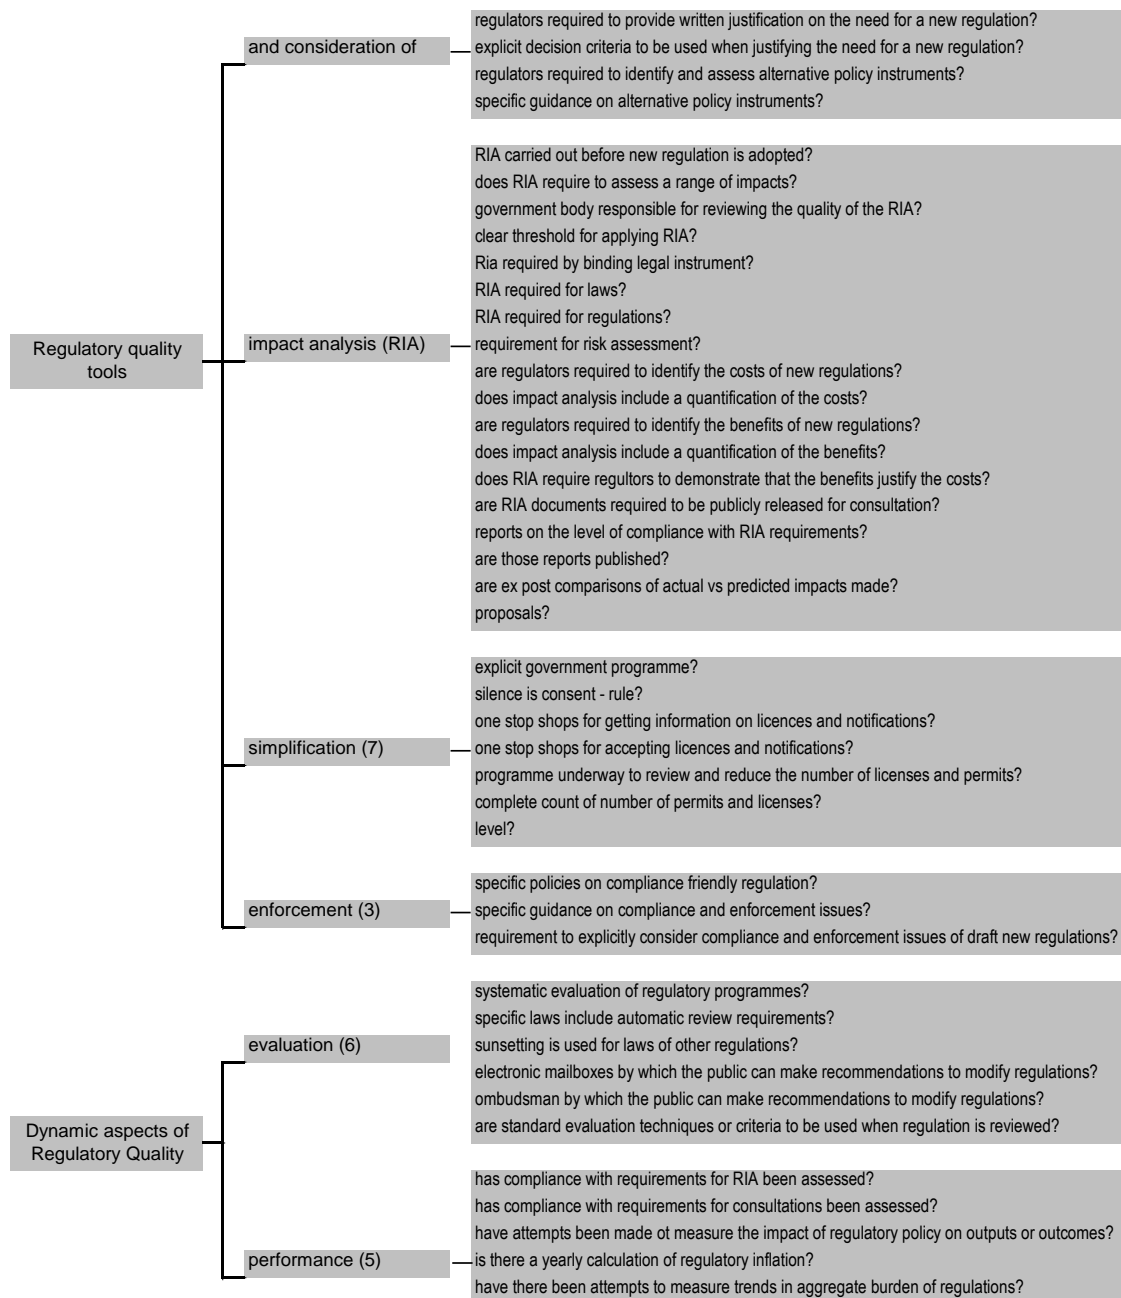 Regulatory quality
tools
and consideration of
regulators required to provide written justification on the need for a new regulation?
explicit decision criteria to be used when justifying the need for a new regulation?
regulators required to identify and assess alternative policy instruments?
specific guidance on alternative policy instruments?
impact analysis (RIA)
RIA carried out before new regulation is adopted?
does RIA require to assess a range of impacts?
government body responsible for reviewing the quality of the RIA?
clear threshold for applying RIA?
Ria required by binding legal instrument?
RIA required for laws?
RIA required for regulations?
requirement for risk assessment?
are regulators required to identify the costs of new regulations?
does impact analysis include a quantification of the costs?
are regulators required to identify the benefits of new regulations?
does impact analysis include a quantification of the benefits?
does RIA require regultors to demonstrate that the benefits justify the costs?
are RIA documents required to be publicly released for consultation?
reports on the level of compliance with RIA requirements?
are those reports published?
are ex post comparisons of actual vs predicted impacts made?
proposals?
simplification (7)
explicit government programme?
silence is consent - rule?
one stop shops for getting information on licences and notifications?
one stop shops for accepting licences and notifications?
programme underway to review and reduce the number of licenses and permits?
complete count of number of permits and licenses?
level?
enforcement (3)
specific policies on compliance friendly regulation?
specific guidance on compliance and enforcement issues?
requirement to explicitly consider compliance and enforcement issues of draft new regulations?
Dynamic aspects of
Regulatory Quality
evaluation (6)
systematic evaluation of regulatory programmes?
specific laws include automatic review requirements?
sunsetting is used for laws of other regulations?
electronic mailboxes by which the public can make recommendations to modify regulations?
ombudsman by which the public can make recommendations to modify regulations?
are standard evaluation techniques or criteria to be used when regulation is reviewed?
performance (5)
has compliance with requirements for RIA been assessed?
has compliance with requirements for consultations been assessed?
have attempts been made ot measure the impact of regulatory policy on outputs or outcomes?
is there a yearly calculation of regulatory inflation?
have there been attempts to measure trends in aggregate burden of regulations?